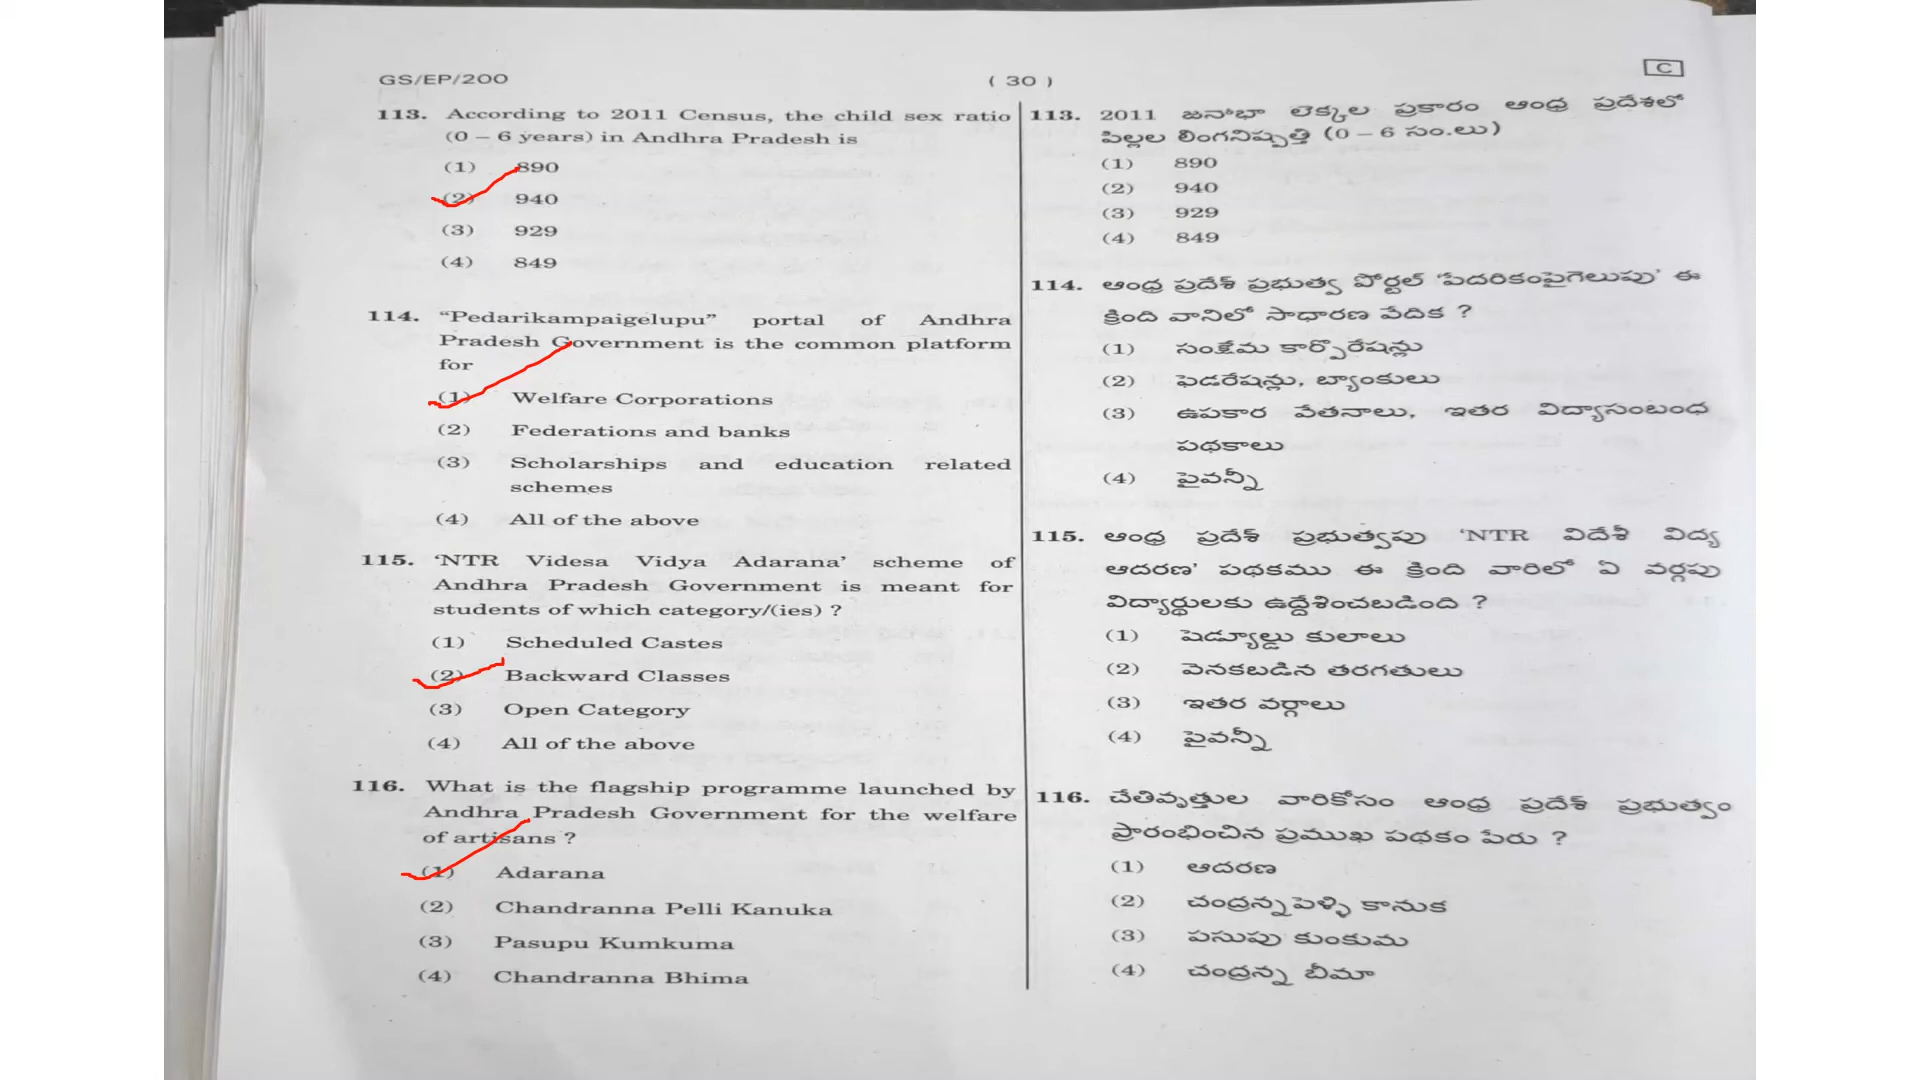 GS/EP/200
( 30 )
C
113. According to 2011 Census, the child sex ratio
(0 – 6 years) in Andhra Pradesh is
(1) 890
(2) 940
(3) 929
(4) 849
114. “Pedarikampaigelupu” portal of Andhra
Pradesh Government is the common platform
for
(1) Welfare Corporations
(2) Federations and banks
(3) Scholarships and education related
schemes
(4) All of the above
115. ‘NTR Videsa Vidya Adarana’ scheme of
Andhra Pradesh Government is meant for
students of which category/(ies) ?
(1) Scheduled Castes
(2) Backward Classes
(3) Open Category
(4) All of the above
116. What is the flagship programme launched by
Andhra Pradesh Government for the welfare
of artisans ?
(1) Adarana
(2) Chandranna Pelli Kanuka
(3) Pasupu Kumkuma
(4) Chandranna Bhima
113. 2011 జనాభా లెక్కల ప్రకారం ఆంధ్ర ప్రదేశ్‌లో
పిల్లల లింగనిష్పత్తి (0 – 6 సం.లు)
(1) 890
(2) 940
(3) 929
(4) 849
114. ఆంధ్ర ప్రదేశ్ ప్రభుత్వ పోర్టల్ ‘పేదరికంపైగెలుపు’ ఈ
క్రింది వానిలో సాధారణ వేదిక ?
(1) సంక్షేమ కార్పొరేషన్లు
(2) ఫెడరేషన్లు, బ్యాంకులు
(3) ఉపకార వేతనాలు, ఇతర విద్యాసంబంధ
పథకాలు
(4) పైవన్నీ
115. ఆంధ్ర ప్రదేశ్ ప్రభుత్వపు ‘NTR విదేశీ విద్య
ఆదరణ’ పథకము ఈ క్రింది వారిలో ఏ వర్గపు
విద్యార్థులకు ఉద్దేశించబడింది ?
(1) షెడ్యూల్డు కులాలు
(2) వెనకబడిన తరగతులు
(3) ఇతర వర్గాలు
(4) పైవన్నీ
116. చేతివృత్తుల వారికోసం ఆంధ్ర ప్రదేశ్ ప్రభుత్వం
ప్రారంభించిన ప్రముఖ పథకం పేరు ?
(1) ఆదరణ
(2) చంద్రన్న పెళ్ళి కానుక
(3) పసుపు కుంకుమ
(4) చంద్రన్న బీమా